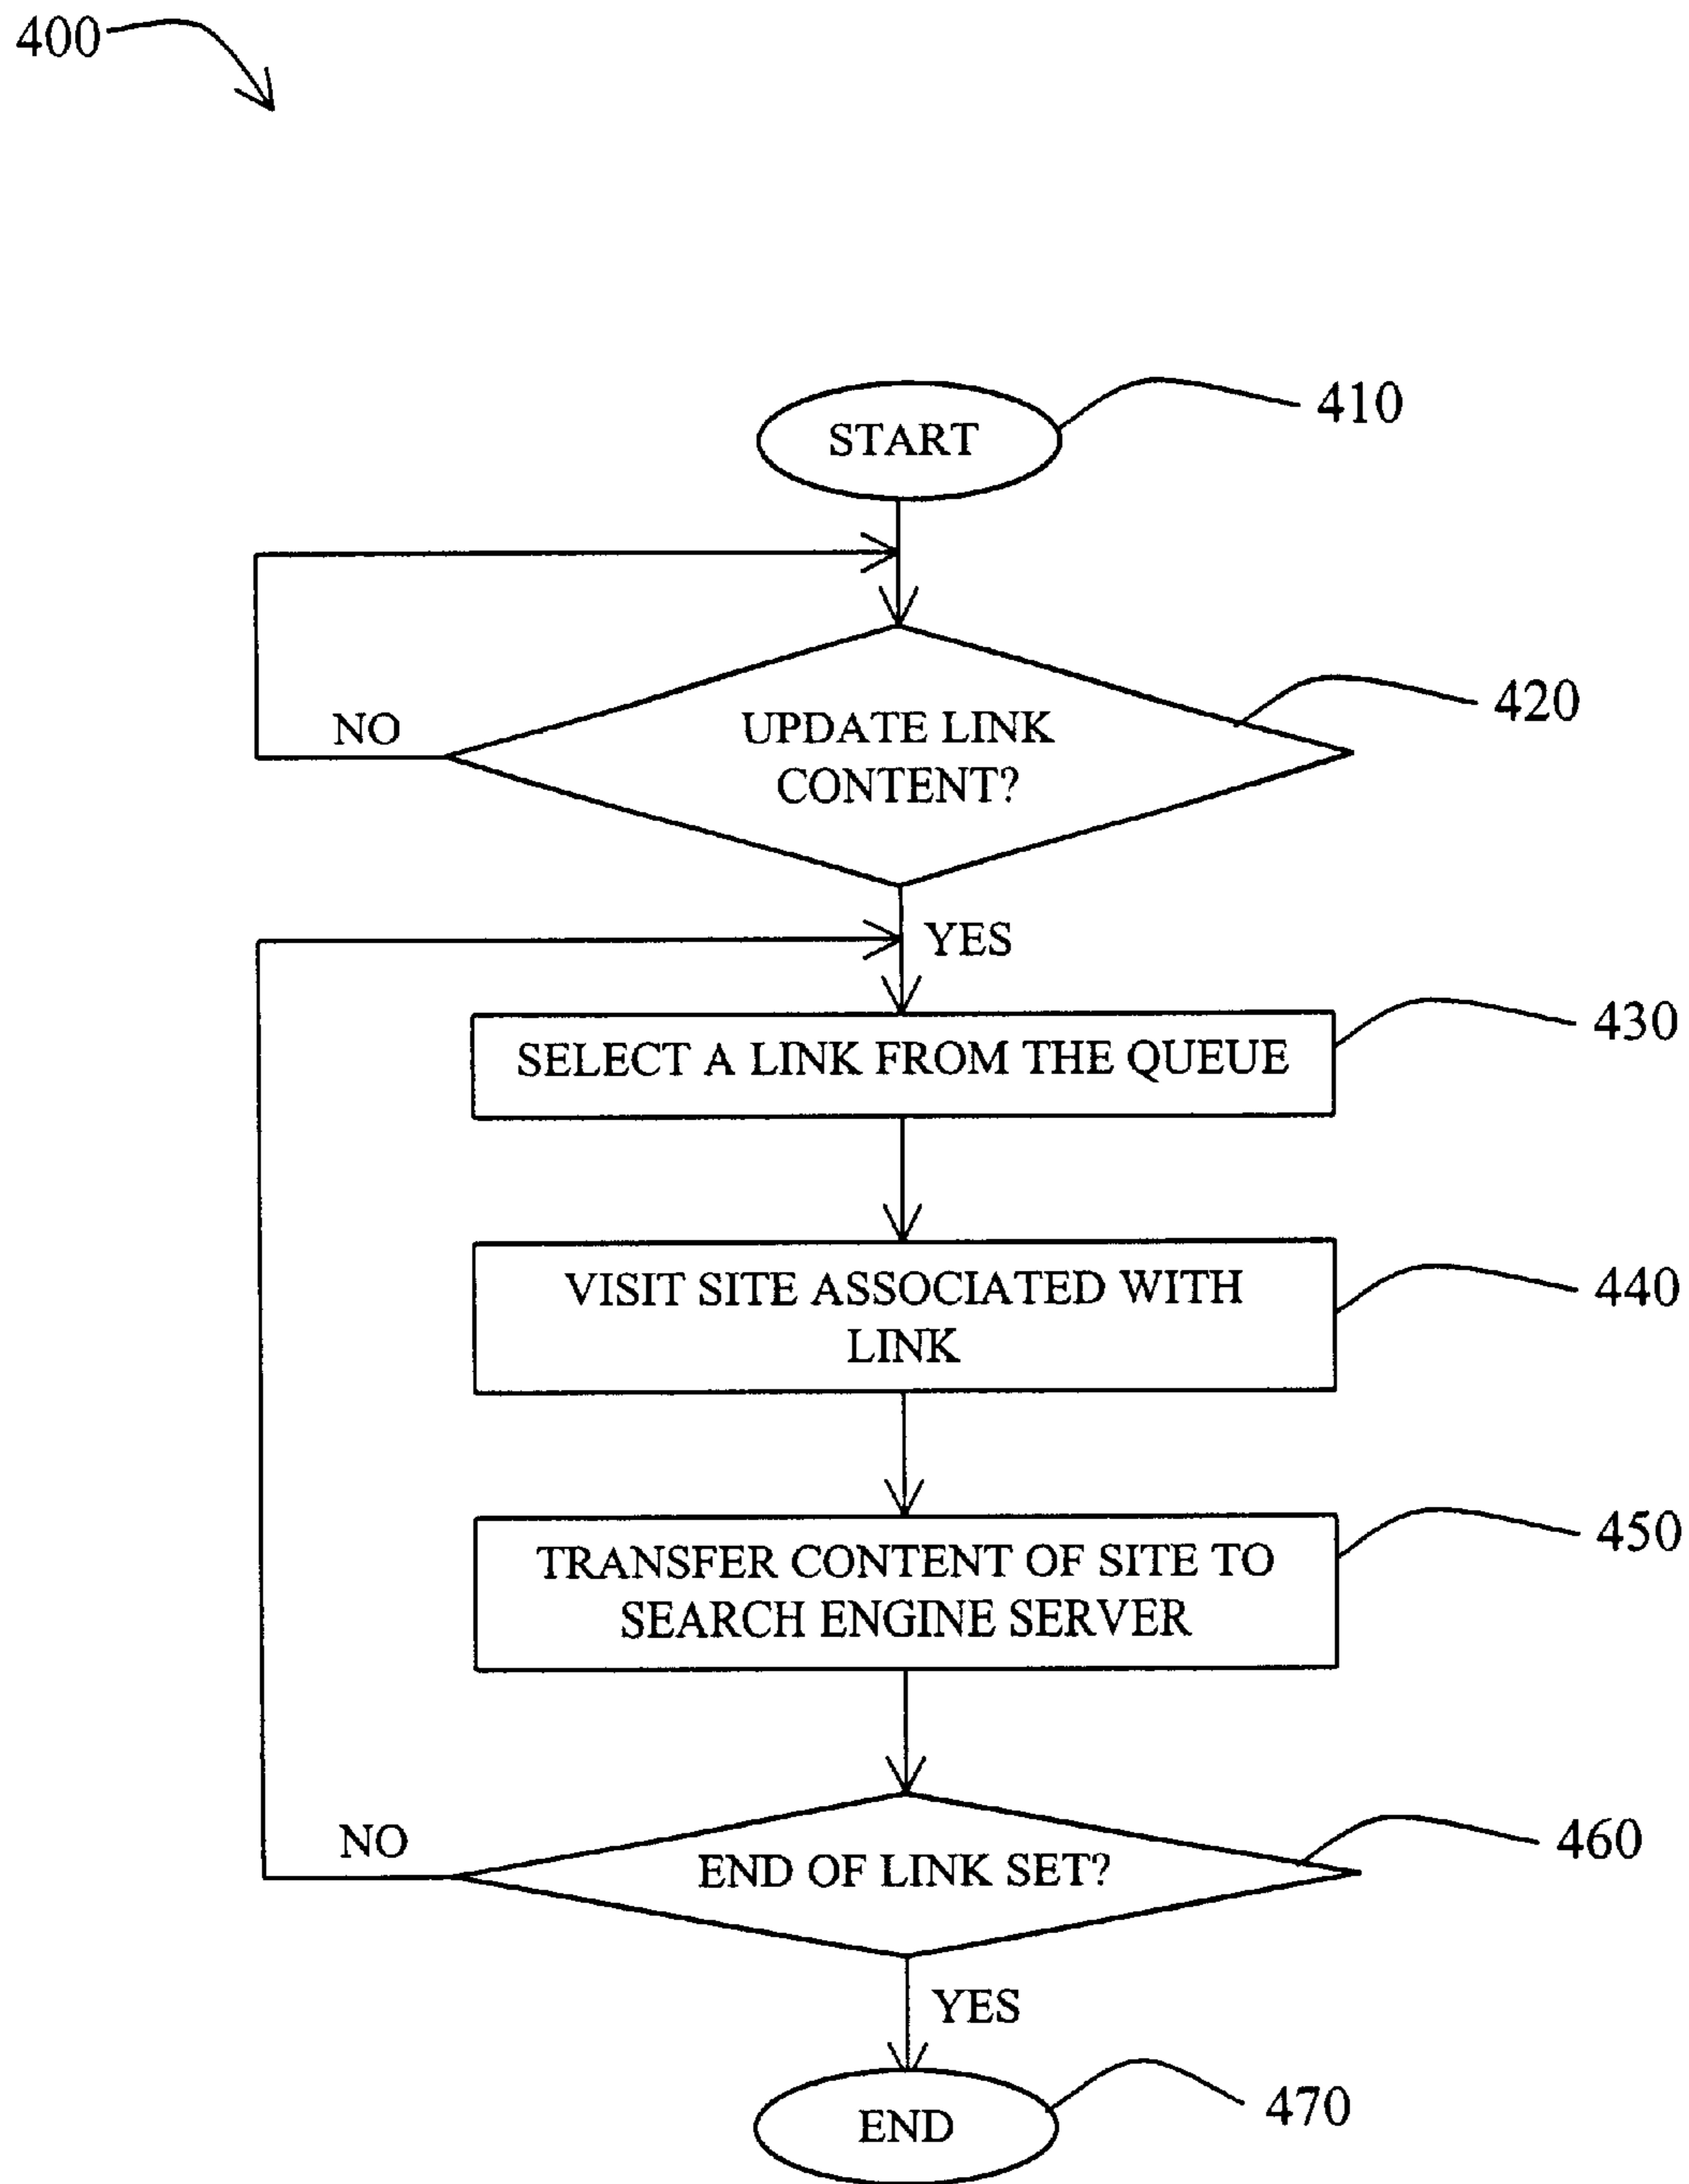 400
START
410
UPDATE LINK
CONTENT?
420
NO
YES
SELECT A LINK FROM THE QUEUE
430
VISIT SITE ASSOCIATED WITH
LINK
440
TRANSFER CONTENT OF SITE TO
SEARCH ENGINE SERVER
450
NO
END OF LINK SET?
460
YES
END
470